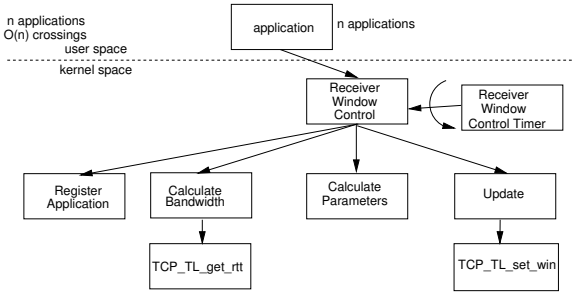 n applications
O(n) crossings
user space
kernel space
application
n applications
Receiver
Window
Control
Receiver
Window
Control Timer
Register
Application
Calculate
Bandwidth
Calculate
Parameters
Update
TCP_TL_get_rtt
TCP_TL_set_win